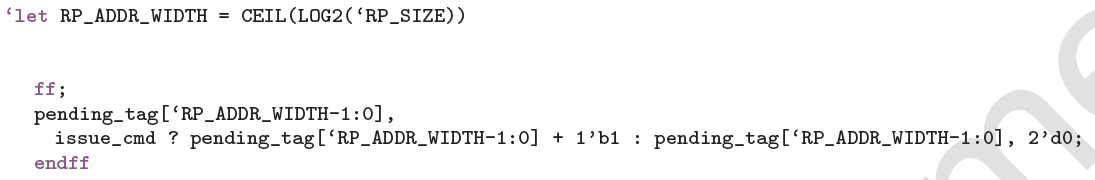 ‘let RP_ADDR_WIDTH = CEIL(LOG2(‘RP_SIZE))
ff;
pending_tag[‘RP_ADDR_WIDTH-1:0],
issue_cmd ? pending_tag[‘RP_ADDR_WIDTH-1:0] + 1’b1 : pending_tag[‘RP_ADDR_WIDTH-1:0], 2’d0;
endff